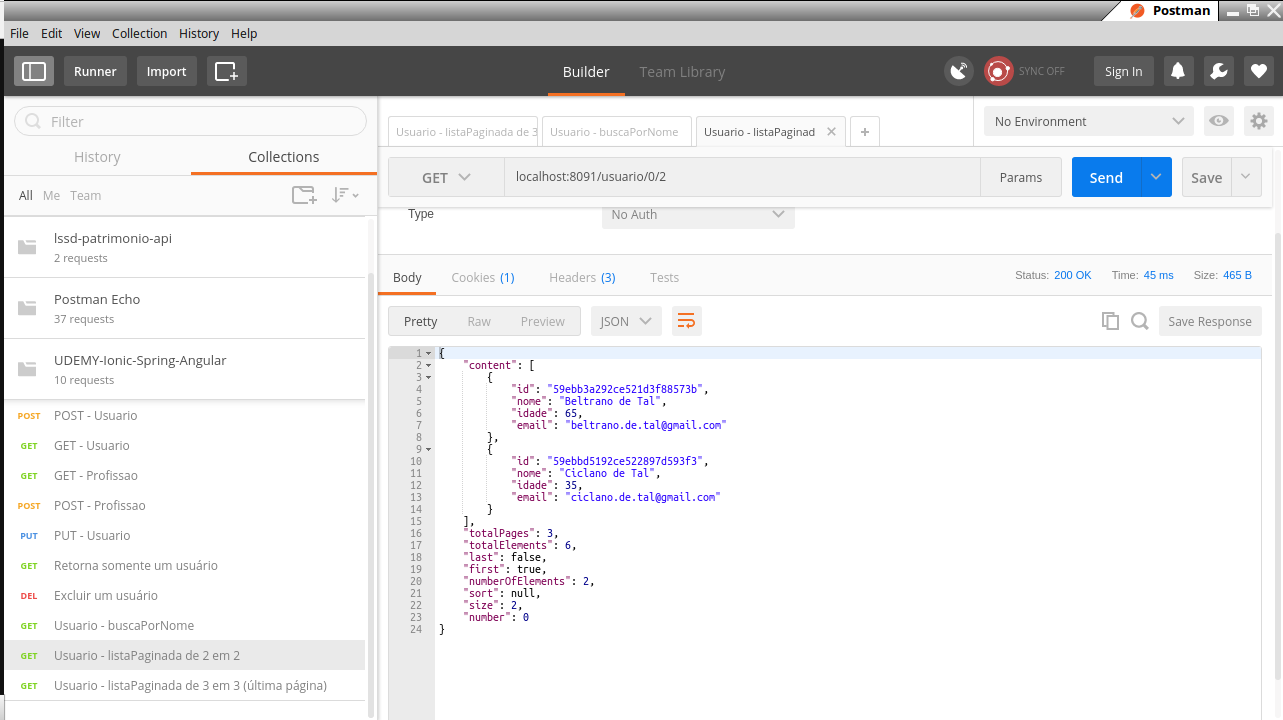 Postman
File Edit View Collection History Help
Runner Import Builder Team Library SYNC OFF Sign In
Filter
History Collections
All Me Team
lssd-patrimonio-api
2 requests
Postman Echo
37 requests
UDEMY-Ionic-Spring-Angular
10 requests
POST POST - Usuario
GET GET - Usuario
GET GET - Profissao
POST POST - Profissao
PUT PUT - Usuario
GET Retorna somente um usuário
DEL Excluir um usuário
GET Usuario - buscaPorNome
GET Usuario - listaPaginada de 2 em 2
GET Usuario - listaPaginada de 3 em 3 (última página)
Usuario - listaPaginada de 3 Usuario - buscaPorNome Usuario - listaPaginad
No Environment
GET localhost:8091/usuario/0/2 Params Send Save
Type No Auth
Body Cookies (1) Headers (3) Tests Status: 200 OK Time: 45 ms Size: 465 B
Pretty Raw Preview JSON Save Response
1 {
2 "content": [
3 {
4 "id": "59ebb3a292ce521d3f88573b",
5 "nome": "Beltrano de Tal",
6 "idade": 65,
7 "email": "beltrano.de.tal@gmail.com"
8 },
9 {
10 "id": "59ebbd5192ce522897d593f3",
11 "nome": "Ciclano de Tal",
12 "idade": 35,
13 "email": "ciclano.de.tal@gmail.com"
14 }
15 ],
16 "totalPages": 3,
17 "totalElements": 6,
18 "last": false,
19 "first": true,
20 "numberOfElements": 2,
21 "sort": null,
22 "size": 2,
23 "number": 0
24 }